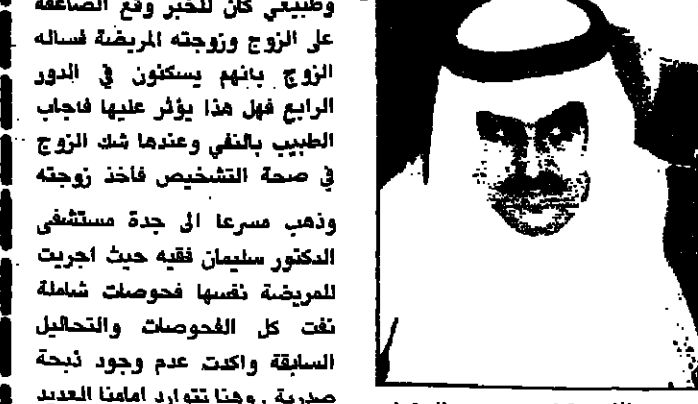 وطبيعي كان للخبر وقع الصاعقة
على الزوج وزوجته المريضة فساله
الزوج بانهم يسكنون في الدور
الرابع فهل هذا يؤثر عليها فاجاب
الطبيب بالنفي وعندها شك الزوج
في صحة التشخيص فأخذ زوجته
وذهب مسرعا الى جدة مستشفى
الدكتور سليمان فقيه حيث اجريت
للمريضة نفسها فحوصات شاملة
نفت كل الفحوصات والتحاليل
السابقة واكدت عدم وجود ذبحة
صدرية . وهنا تتوارد امامنا العديد